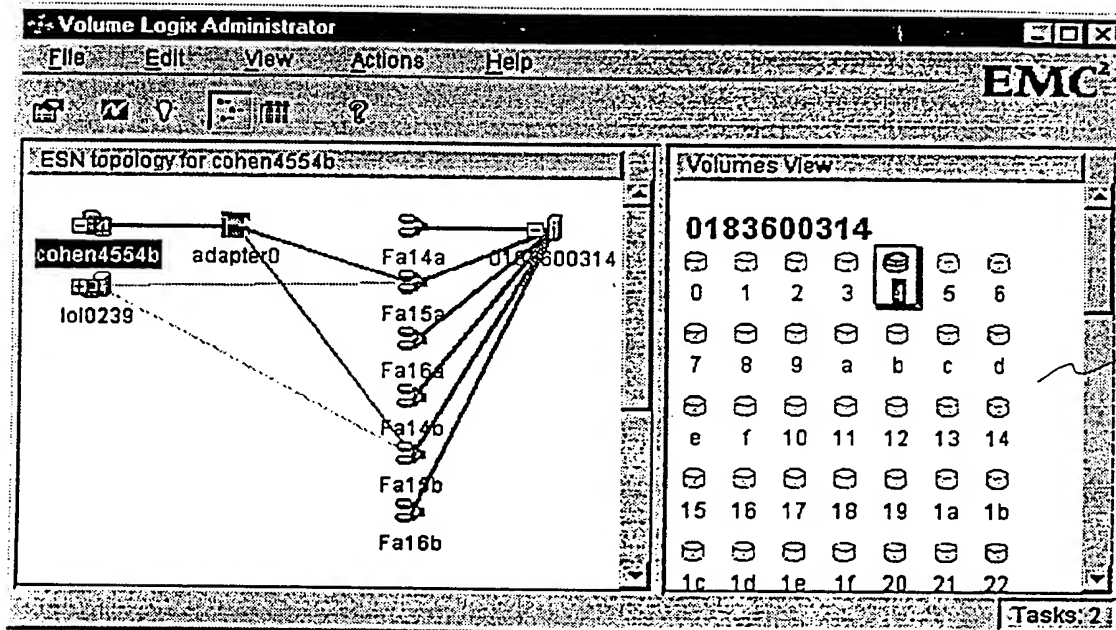 Volume Logix Administrator
File Edit View Actions Help
EMC²
ESN topology for cohen4554b
cohen4554b
adapter0
Fa14a
0183600314
lol0239
Fa15a
Fa16a
Fa14b
Fa15b
Fa16b
Volumes View
0183600314
0 1 2 3 4 5 6
7 8 9 a b c d
e f 10 11 12 13 14
15 16 17 18 19 1a 1b
1c 1d 1e 1f 20 21 22
Tasks: 2